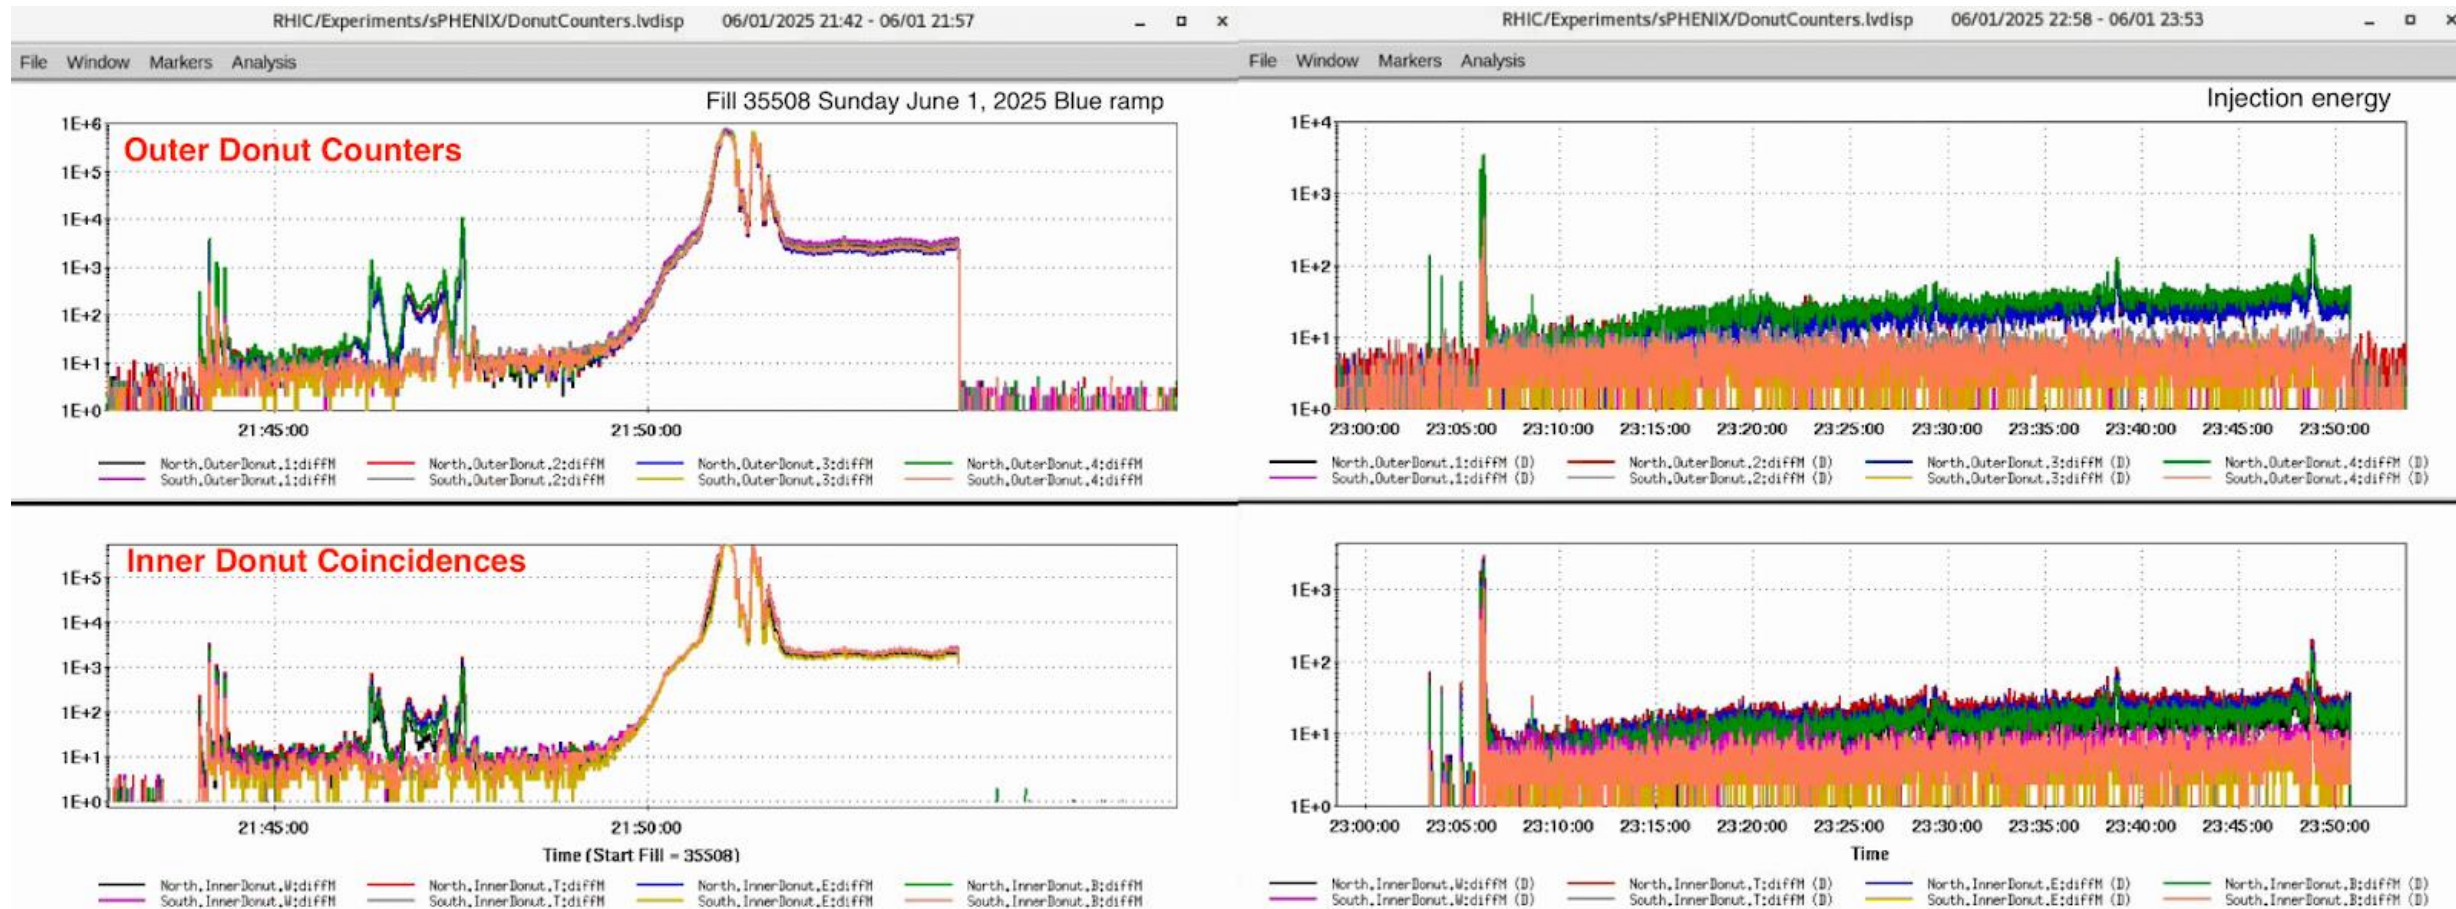 RHIC/Experiments/sPHENIX/DonutCounters.lvdisp 06/01/2025 21:42 - 06/01 21:57
File Window Markers Analysis
Fill 35508 Sunday June 1, 2025 Blue ramp
Outer Donut Counters
1E+6
1E+5
1E+4
1E+3
1E+2
1E+1
1E+0
21:45:00 21:50:00
North.OuterDonut.1:diffM North.OuterDonut.2:diffM North.OuterDonut.3:diffM North.OuterDonut.4:diffM
South.OuterDonut.1:diffM South.OuterDonut.2:diffM South.OuterDonut.3:diffM South.OuterDonut.4:diffM
Inner Donut Coincidences
1E+5
1E+4
1E+3
1E+2
1E+1
1E+0
21:45:00 21:50:00
Time (Start Fill = 35508)
North.InnerDonut.W:diffM North.InnerDonut.T:diffM North.InnerDonut.E:diffM North.InnerDonut.B:diffM
South.InnerDonut.W:diffM South.InnerDonut.T:diffM South.InnerDonut.E:diffM South.InnerDonut.B:diffM
RHIC/Experiments/sPHENIX/DonutCounters.lvdisp 06/01/2025 22:58 - 06/01 23:53
File Window Markers Analysis
Injection energy
1E+4
1E+3
1E+2
1E+1
1E+0
23:00:00 23:05:00 23:10:00 23:15:00 23:20:00 23:25:00 23:30:00 23:35:00 23:40:00 23:45:00 23:50:00
North.OuterDonut.1:diffM (D) North.OuterDonut.2:diffM (D) North.OuterDonut.3:diffM (D) North.OuterDonut.4:diffM (D)
South.OuterDonut.1:diffM (D) South.OuterDonut.2:diffM (D) South.OuterDonut.3:diffM (D) South.OuterDonut.4:diffM (D)
1E+3
1E+2
1E+1
1E+0
23:00:00 23:05:00 23:10:00 23:15:00 23:20:00 23:25:00 23:30:00 23:35:00 23:40:00 23:45:00 23:50:00
Time
North.InnerDonut.W:diffM (D) North.InnerDonut.T:diffM (D) North.InnerDonut.E:diffM (D) North.InnerDonut.B:diffM (D)
South.InnerDonut.W:diffM (D) South.InnerDonut.T:diffM (D) South.InnerDonut.E:diffM (D) South.InnerDonut.B:diffM (D)